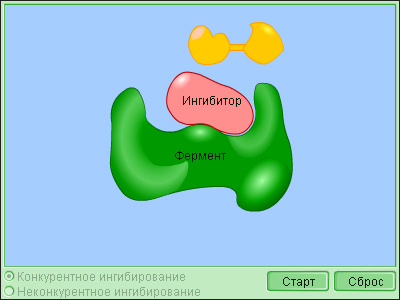 Ингибитор
Фермент
Конкурентное ингибирование
Неконкурентное ингибирование
Старт
Сброс